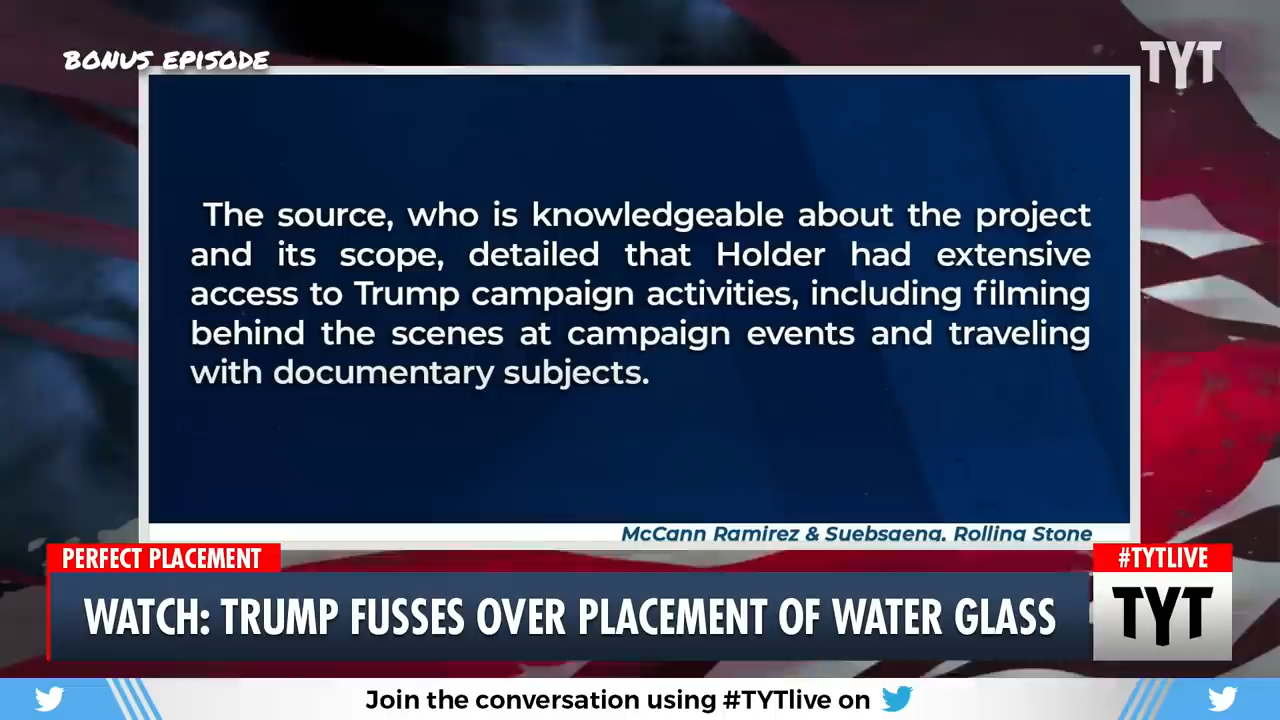 BONUS EPISODE
TYT
The source, who is knowledgeable about the project
and its scope, detailed that Holder had extensive
access to Trump campaign activities, including filming
behind the scenes at campaign events and traveling
with documentary subjects.
McCann Ramirez & Suebsaeng, Rolling Stone
PERFECT PLACEMENT
#TYTLIVE
WATCH: TRUMP FUSSES OVER PLACEMENT OF WATER GLASS
TYT
Join the conversation using #TYTlive on